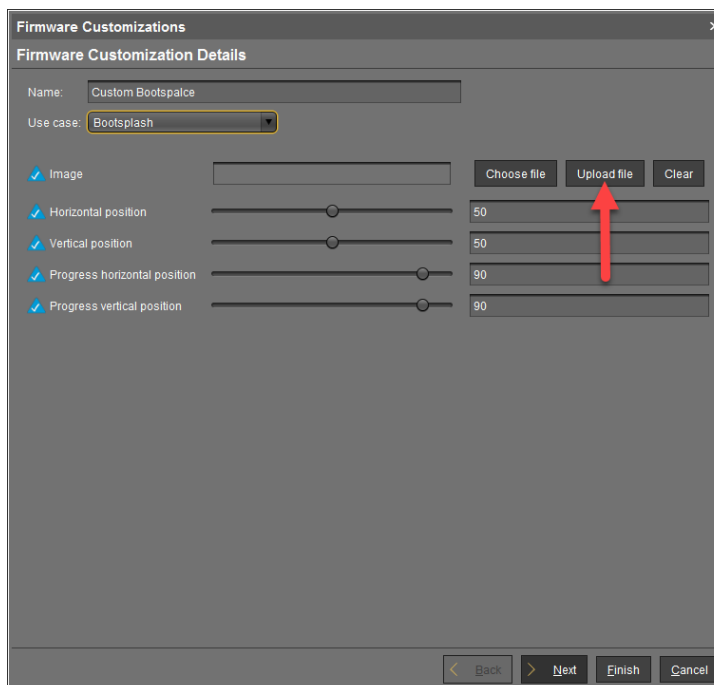 Firmware Customizations
Firmware Customization Details
Name: Custom Bootspalce
Use case: Bootsplash
Image Choose file Upload file Clear
Horizontal position 50
Vertical position 50
Progress horizontal position 90
Progress vertical position 90
Back Next Finish Cancel